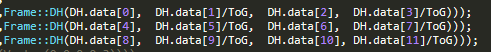 ,Frame::DH(DH.data[0], DH.data[1]/ToG, DH.data[2], DH.data[3]/ToG)));
,Frame::DH(DH.data[4], DH.data[5]/ToG, DH.data[6], DH.data[7]/ToG)));
,Frame::DH(DH.data[8], DH.data[9]/ToG, DH.data[10], DH.data[11]/ToG)));